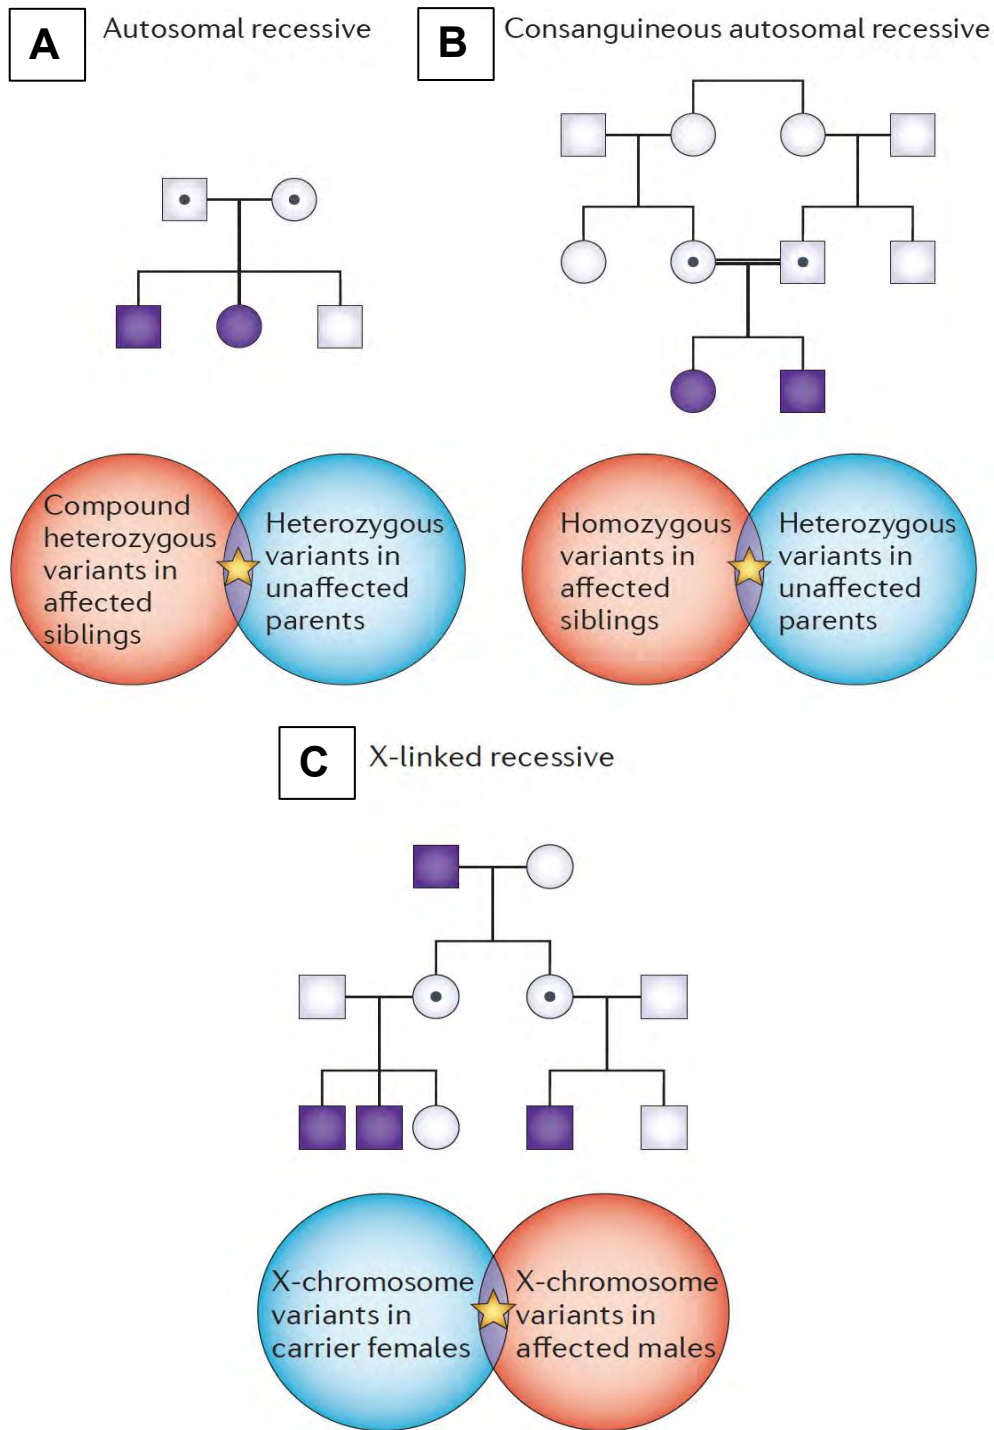 A Autosomal recessive
B Consanguineous autosomal recessive
Compound
heterozygous
variants in
affected
siblings
Heterozygous
variants in
unaffected
parents
Homozygous
variants in
affected
siblings
Heterozygous
variants in
unaffected
parents
C X-linked recessive
X-chromosome
variants in
carrier females
X-chromosome
variants in
affected males